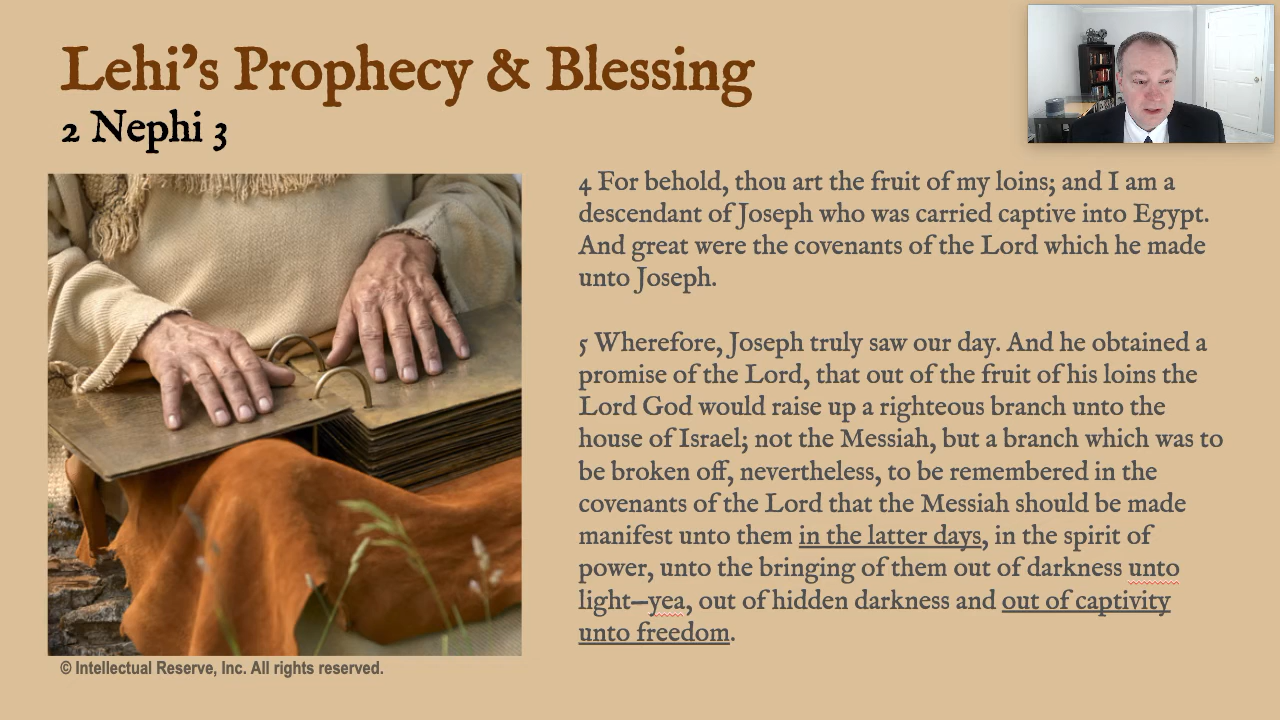 Lehi’s Prophecy & Blessing
2 Nephi 3
4 For behold, thou art the fruit of my loins; and I am a
descendant of Joseph who was carried captive into Egypt.
And great were the covenants of the Lord which he made
unto Joseph.
5 Wherefore, Joseph truly saw our day. And he obtained a
promise of the Lord, that out of the fruit of his loins the
Lord God would raise up a righteous branch unto the
house of Israel; not the Messiah, but a branch which was to
be broken off, nevertheless, to be remembered in the
covenants of the Lord that the Messiah should be made
manifest unto them in the latter days, in the spirit of
power, unto the bringing of them out of darkness unto
light—yea, out of hidden darkness and out of captivity
unto freedom.
© Intellectual Reserve, Inc. All rights reserved.